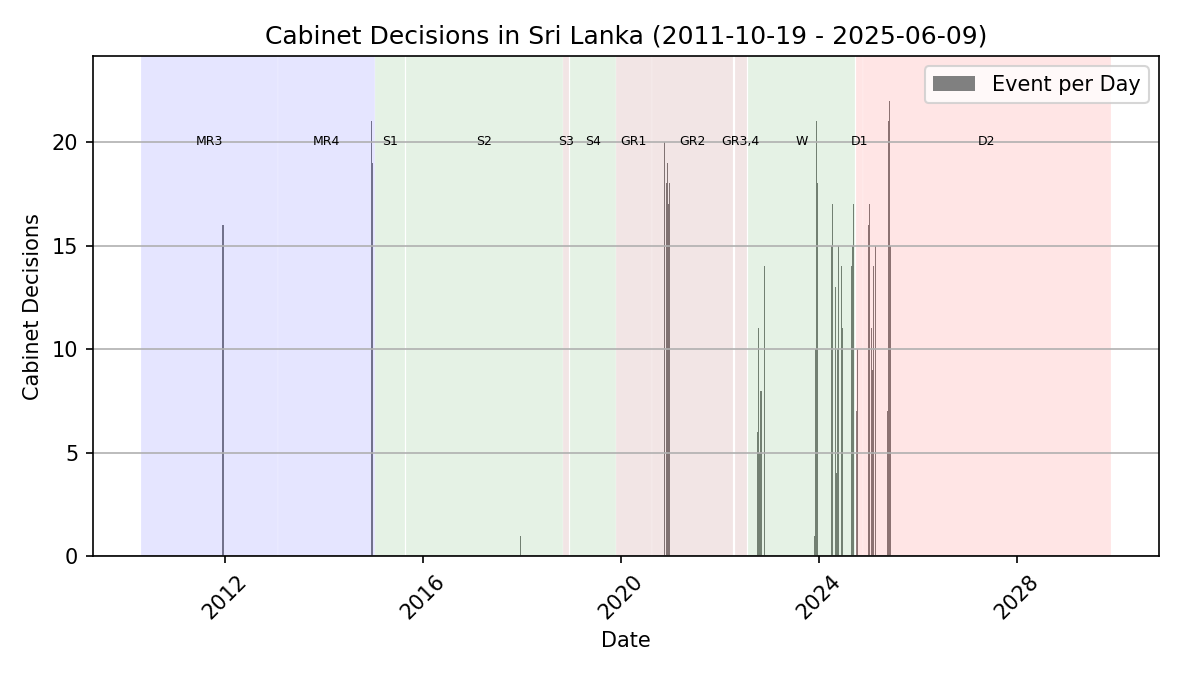 Cabinet Decisions in Sri Lanka (2011-10-19 - 2025-06-09)
Event per Day
MR3 MR4 S1 S2 S3 S4 GR1 GR2 GR3,4 W D1 D2
Cabinet Decisions
20
15
10
5
0
2012 2016 2020 2024 2028
Date